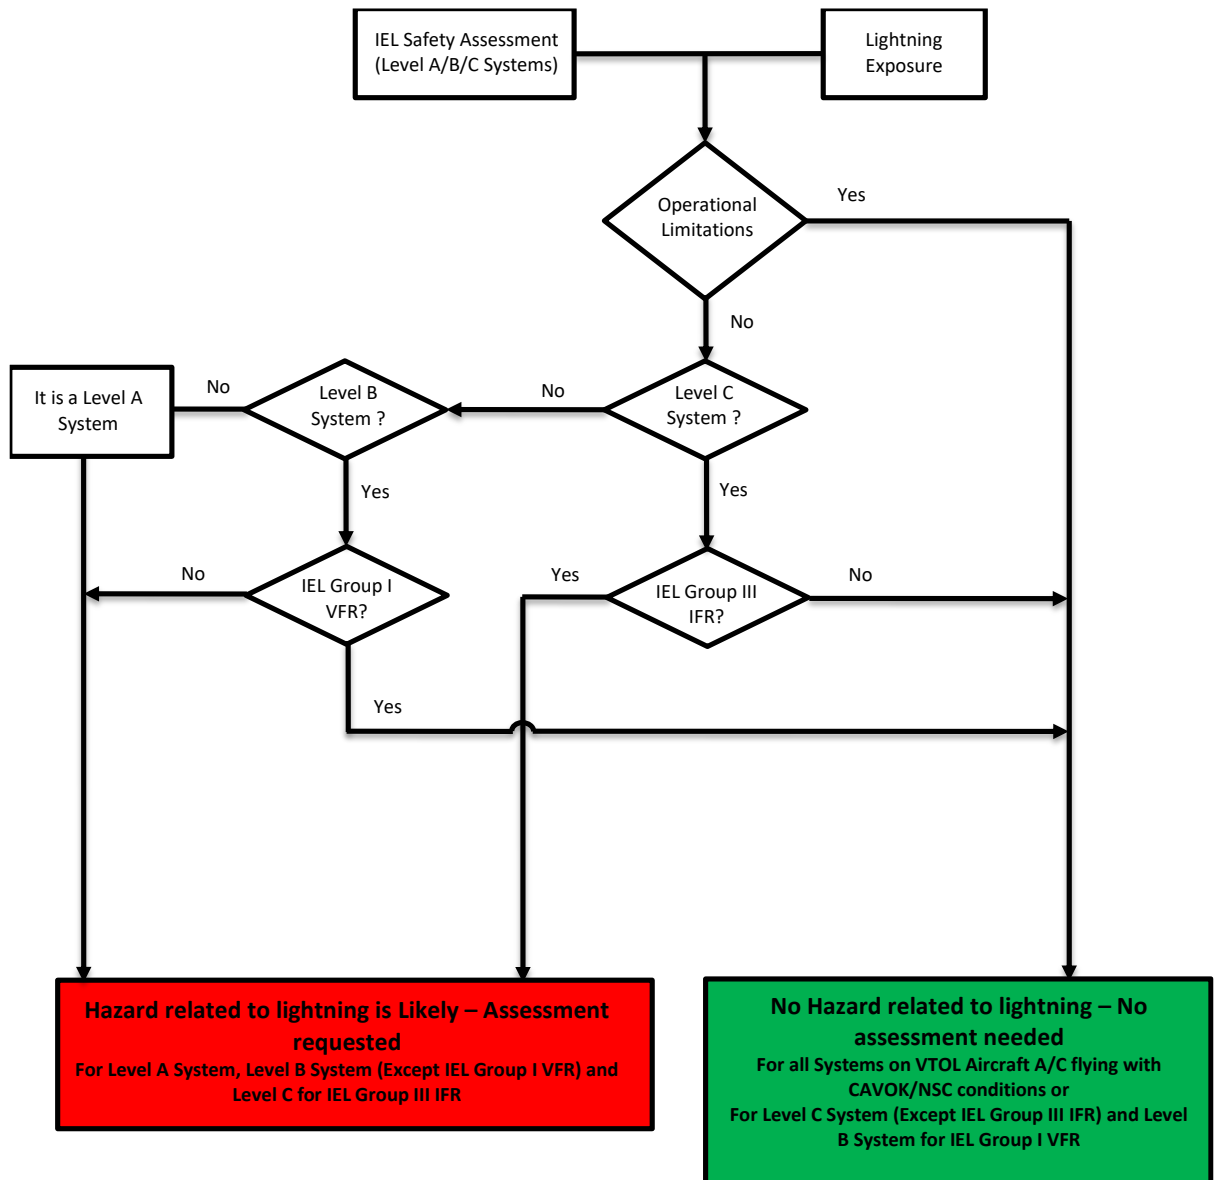 IEL Safety Assessment
(Level A/B/C Systems)
Lightning
Exposure
Operational
Limitations
Yes
No
It is a Level A
System
No
Level B
System ?
No
Level C
System ?
Yes
Yes
No
IEL Group I
VFR?
Yes
IEL Group III
IFR?
No
Yes
Hazard related to lightning is Likely – Assessment
requested
For Level A System, Level B System (Except IEL Group I VFR) and
Level C for IEL Group III IFR
No Hazard related to lightning – No
assessment needed
For all Systems on VTOL Aircraft A/C flying with
CAVOK/NSC conditions or
For Level C System (Except IEL Group III IFR) and Level
B System for IEL Group I VFR